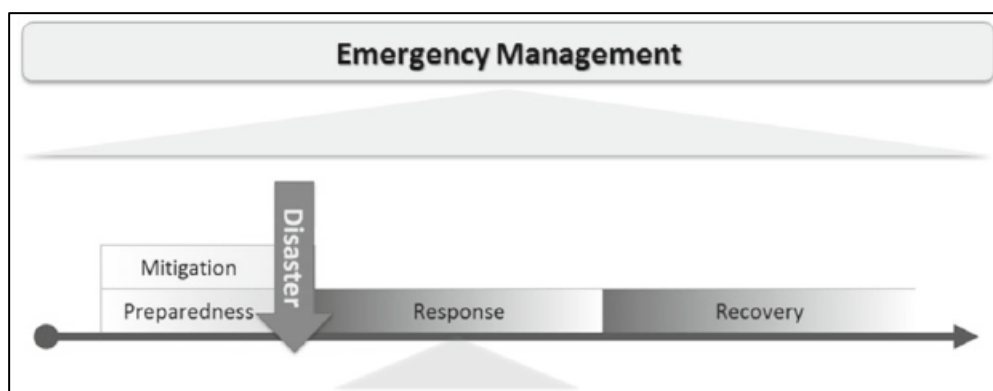 Emergency Management
Disaster
Mitigation
Preparedness
Response
Recovery